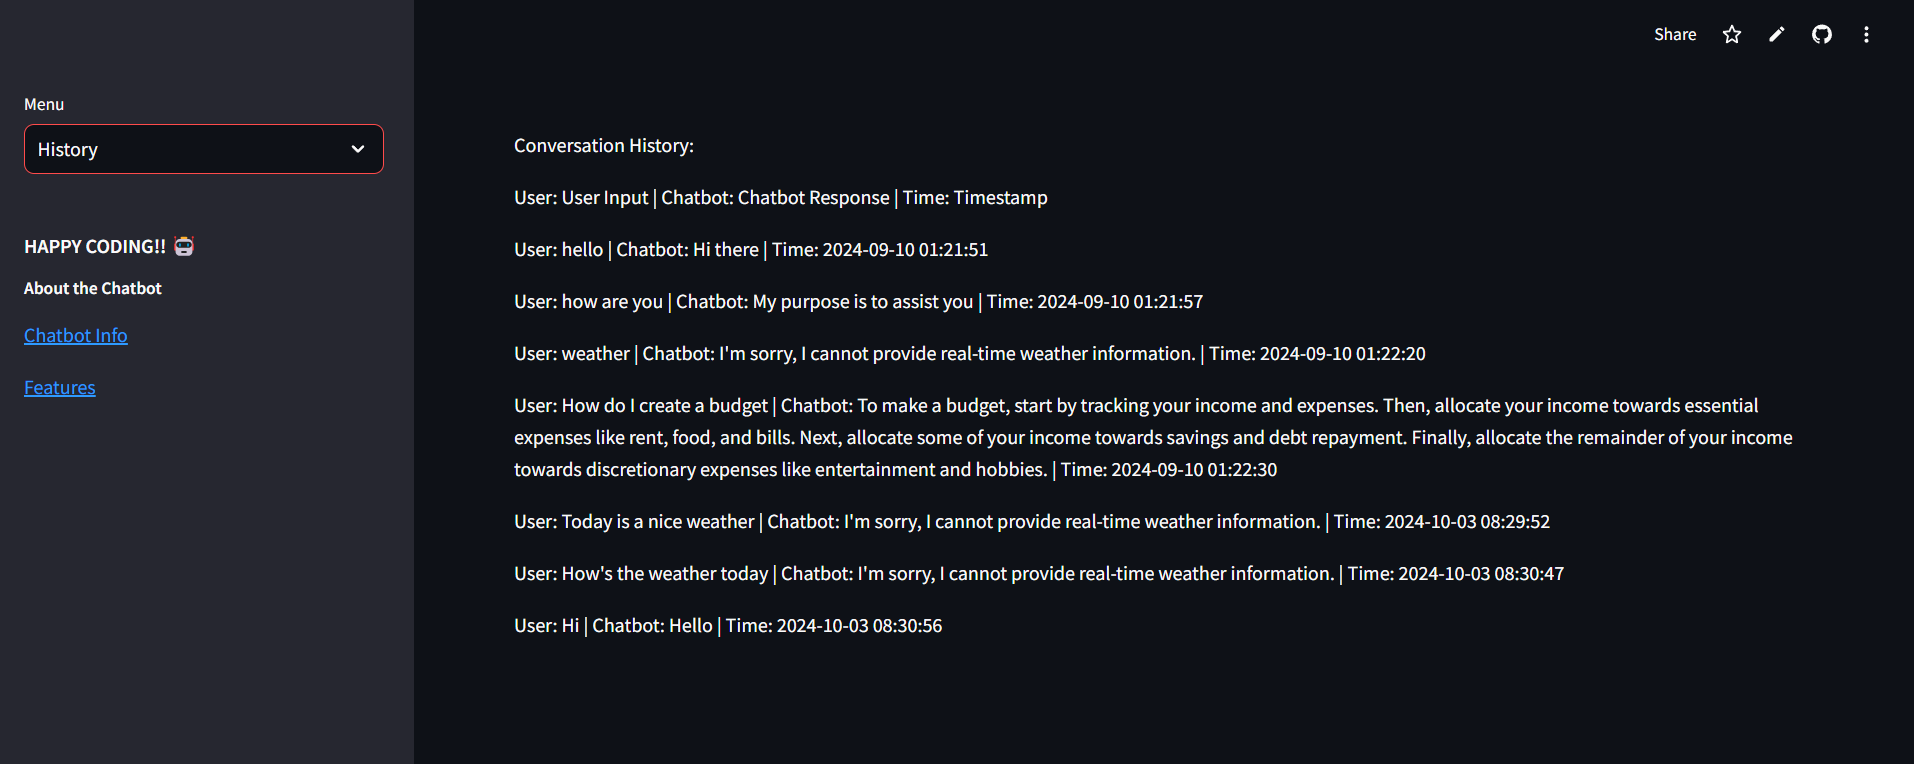 Share
Menu
History
HAPPY CODING!!
About the Chatbot
Chatbot Info
Features
Conversation History:
User: User Input | Chatbot: Chatbot Response | Time: Timestamp
User: hello | Chatbot: Hi there | Time: 2024-09-10 01:21:51
User: how are you | Chatbot: My purpose is to assist you | Time: 2024-09-10 01:21:57
User: weather | Chatbot: I'm sorry, I cannot provide real-time weather information. | Time: 2024-09-10 01:22:20
User: How do I create a budget | Chatbot: To make a budget, start by tracking your income and expenses. Then, allocate your income towards essential
expenses like rent, food, and bills. Next, allocate some of your income towards savings and debt repayment. Finally, allocate the remainder of your income
towards discretionary expenses like entertainment and hobbies. | Time: 2024-09-10 01:22:30
User: Today is a nice weather | Chatbot: I'm sorry, I cannot provide real-time weather information. | Time: 2024-10-03 08:29:52
User: How's the weather today | Chatbot: I'm sorry, I cannot provide real-time weather information. | Time: 2024-10-03 08:30:47
User: Hi | Chatbot: Hello | Time: 2024-10-03 08:30:56